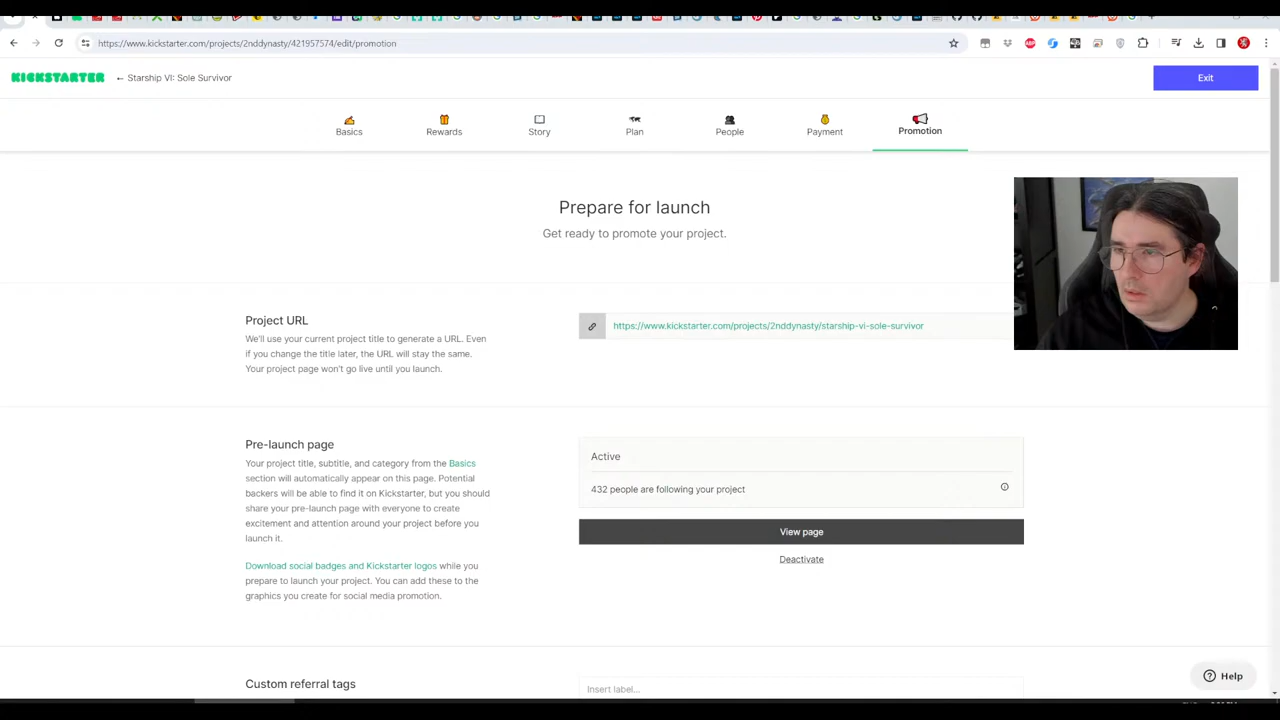 https://www.kickstarter.com/projects/2nddynasty/421957574/edit/promotion
KICKSTARTER
← Starship VI: Sole Survivor
Exit
Basics
Rewards
Story
Plan
People
Payment
Promotion
Prepare for launch
Get ready to promote your project.
Project URL
We'll use your current project title to generate a URL. Even
if you change the title later, the URL will stay the same.
Your project page won't go live until you launch.
https://www.kickstarter.com/projects/2nddynasty/starship-vi-sole-survivor
Pre-launch page
Your project title, subtitle, and category from the Basics
section will automatically appear on this page. Potential
backers will be able to find it on Kickstarter, but you should
share your pre-launch page with everyone to create
excitement and attention around your project before you
launch it.
Download social badges and Kickstarter logos while you
prepare to launch your project. You can add these to the
graphics you create for social media promotion.
Active
432 people are following your project
View page
Deactivate
Custom referral tags
Insert label...
Help